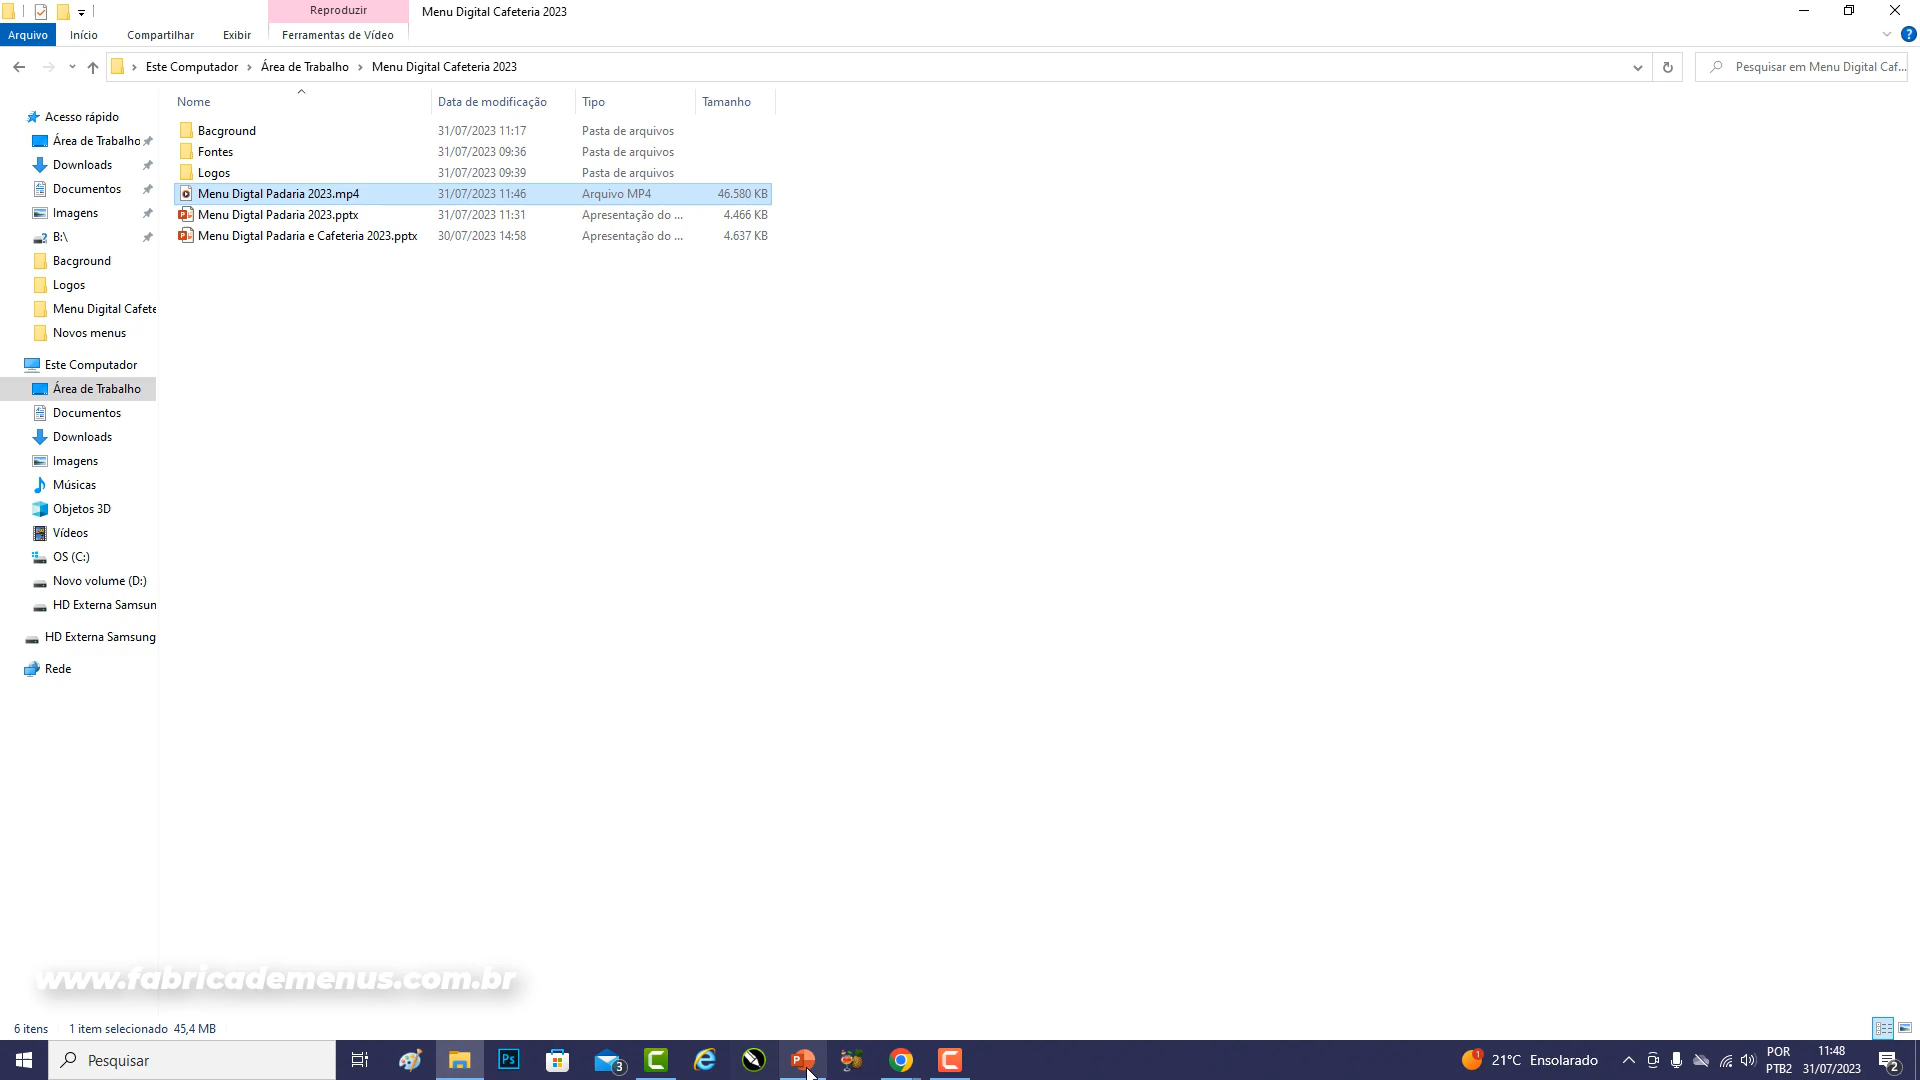 Reproduzir
Menu Digital Cafeteria 2023
Arquivo
Início
Compartilhar
Exibir
Ferramentas de Vídeo
Este Computador
Área de Trabalho
Menu Digital Cafeteria 2023
Pesquisar em Menu Digital Caf...
Nome
Data de modificação
Tipo
Tamanho
Bacground 31/07/2023 11:17 Pasta de arquivos
Fontes 31/07/2023 09:36 Pasta de arquivos
Logos 31/07/2023 09:39 Pasta de arquivos
Menu Digtal Padaria 2023.mp4 31/07/2023 11:46 Arquivo MP4 46.580 KB
Menu Digtal Padaria 2023.pptx 31/07/2023 11:31 Apresentação do ... 4.466 KB
Menu Digtal Padaria e Cafeteria 2023.pptx 30/07/2023 14:58 Apresentação do ... 4.637 KB
Acesso rápido
Área de Trabalho
Downloads
Documentos
Imagens
B:\
Bacground
Logos
Menu Digital Cafete
Novos menus
Este Computador
Área de Trabalho
Documentos
Downloads
Imagens
Músicas
Objetos 3D
Vídeos
OS (C:)
Novo volume (D:)
HD Externa Samsun
HD Externa Samsung
Rede
www.fabricademenus.com.br
6 itens
1 item selecionado 45,4 MB
Pesquisar
Ps
3
1
21°C Ensolarado
POR
PTB2
11:48
31/07/2023
2